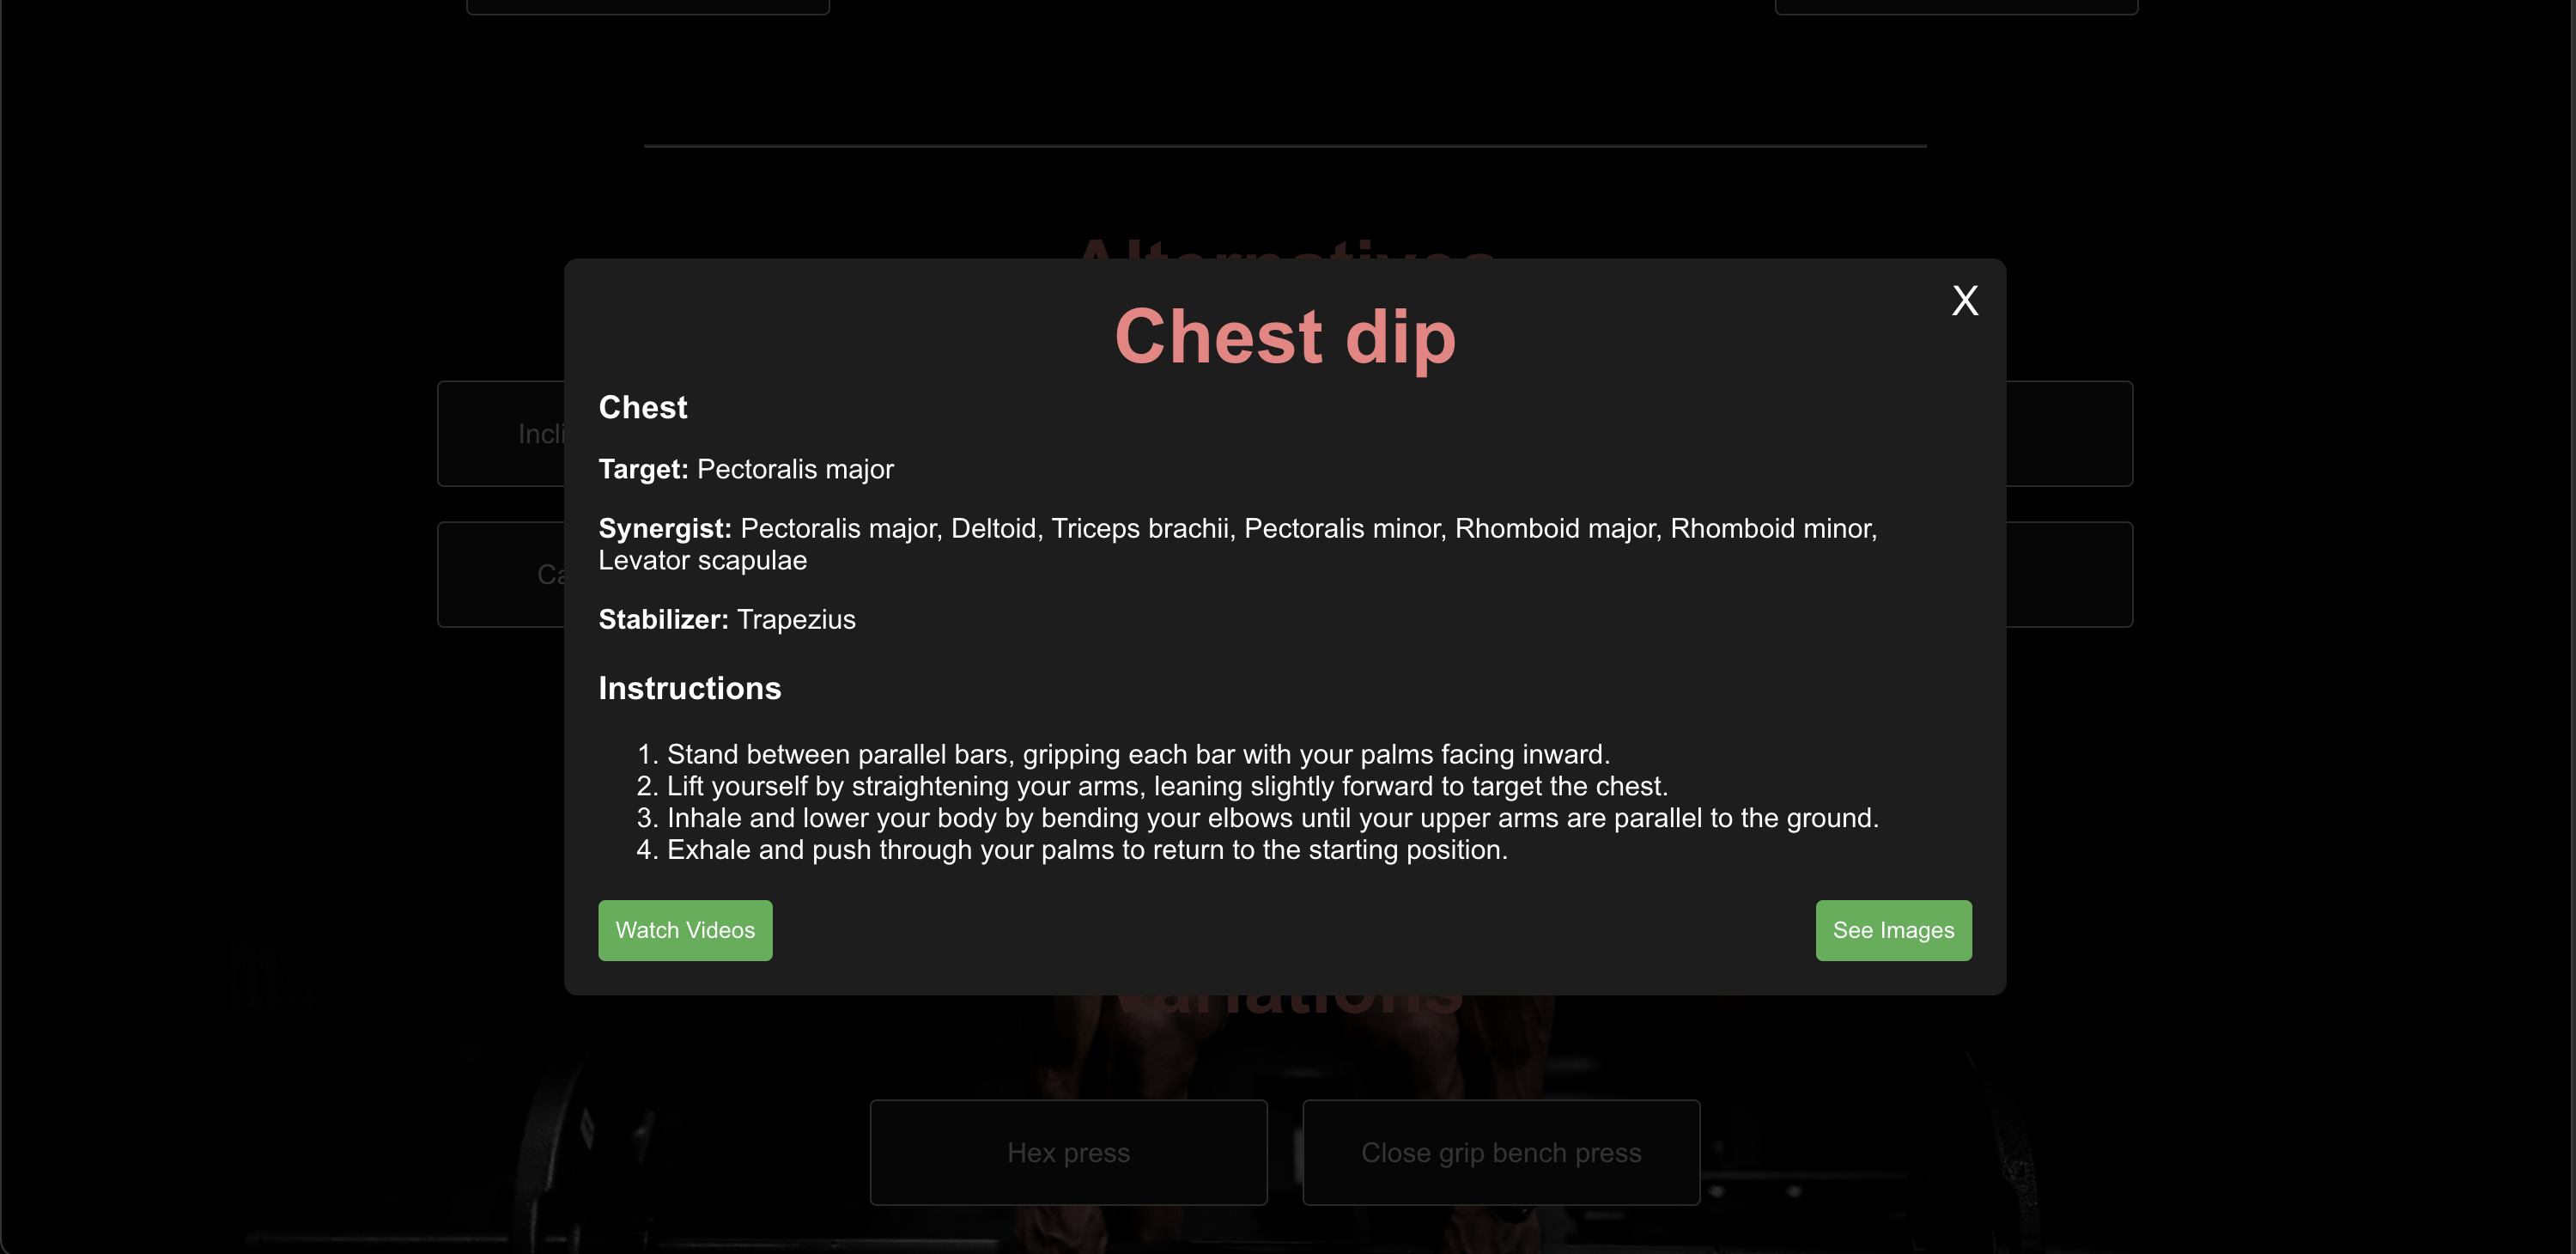 Alternatives
X
Chest dip
Chest
Target: Pectoralis major
Synergist: Pectoralis major, Deltoid, Triceps brachii, Pectoralis minor, Rhomboid major, Rhomboid minor,
Levator scapulae
Stabilizer: Trapezius
Instructions
1. Stand between parallel bars, gripping each bar with your palms facing inward.
2. Lift yourself by straightening your arms, leaning slightly forward to target the chest.
3. Inhale and lower your body by bending your elbows until your upper arms are parallel to the ground.
4. Exhale and push through your palms to return to the starting position.
Watch Videos
See Images
Variations
Hex press
Close grip bench press